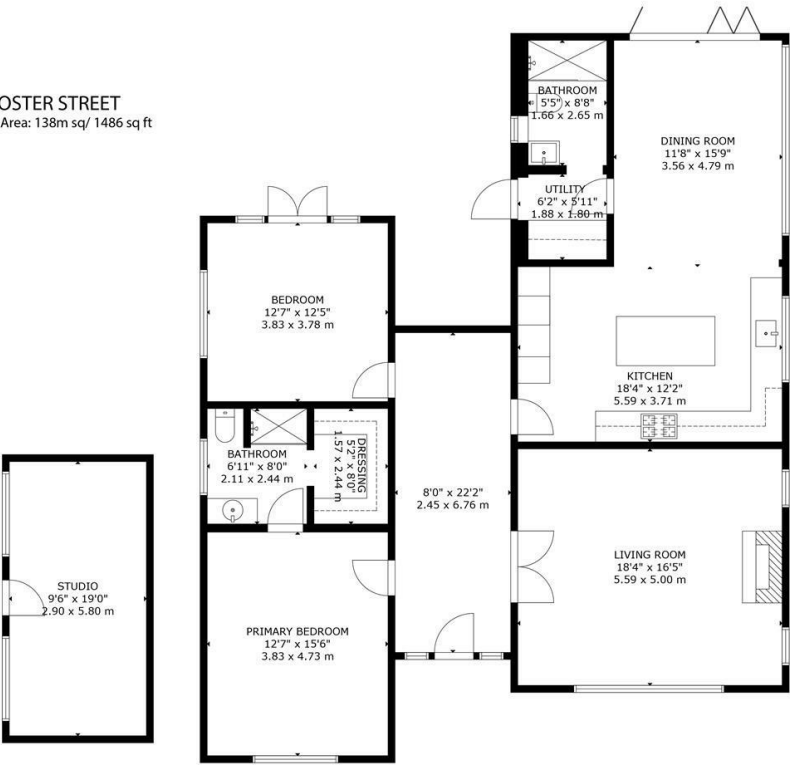 OSTER STREET
Area: 138m sq/ 1486 sq ft
BATHROOM
5'5" x 8'8"
1.66 x 2.65 m
DINING ROOM
11'8" x 15'9"
3.56 x 4.79 m
UTILITY
6'2" x 5'11"
1.88 x 1.80 m
BEDROOM
12'7" x 12'5"
3.83 x 3.78 m
KITCHEN
18'4" x 12'2"
5.59 x 3.71 m
BATHROOM
6'11" x 8'0"
2.11 x 2.44 m
DRESSING
5'2" x 8'0"
1.57 x 2.44 m
8'0" x 22'2"
2.45 x 6.76 m
LIVING ROOM
18'4" x 16'5"
5.59 x 5.00 m
STUDIO
9'6" x 19'0"
2.90 x 5.80 m
PRIMARY BEDROOM
12'7" x 15'6"
3.83 x 4.73 m